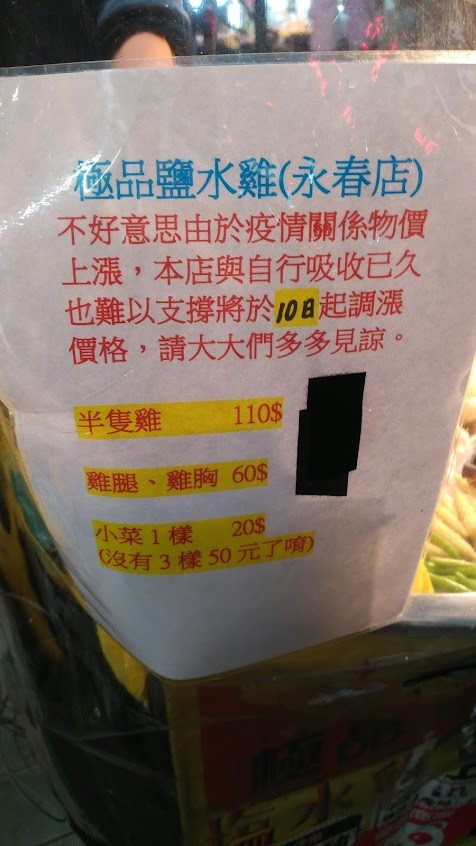 極品鹽水雞(永春店)
不好意思由於疫情關係物價
上漲，本店與自行吸收已久
也難以支撐將於10日起調漲
價格，請大大們多多見諒。
半隻雞 110$
雞腿、雞胸 60$
小菜1樣 20$
(沒有3樣50元了唷)
極品
鹽水